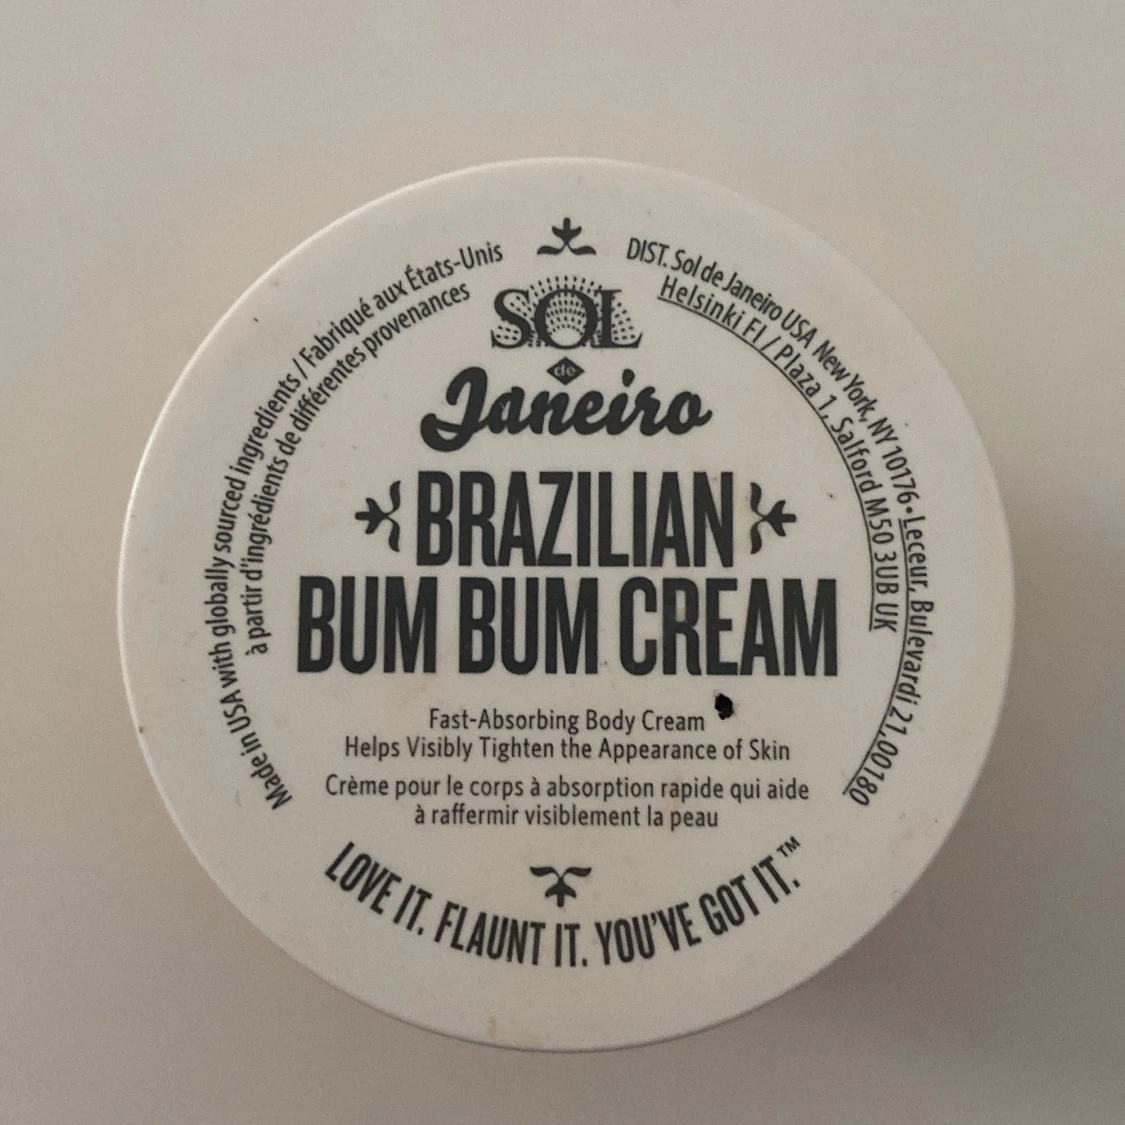 SOL
de
Janeiro
BRAZILIAN
BUM BUM CREAM
Fast-Absorbing Body Cream
Helps Visibly Tighten the Appearance of Skin
Crème pour le corps à absorption rapide qui aide
à raffermir visiblement la peau
LOVE IT. FLAUNT IT. YOU'VE GOT IT.™
Made in USA with globally sourced ingredients / Fabriqué aux États-Unis
à partir d'ingrédients de différentes provenances
DIST. Sol de Janeiro USA New York, NY 10176 • Leceur, Bulevardi 21, 00180
Helsinki FI / Plaza 1, Salford M50 3UB UK